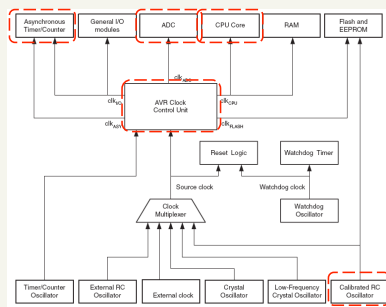 Asynchronous
Timer/Counter
General I/O
modules
ADC
CPU Core
RAM
Flash and
EEPROM
clkADC
clkI/O
clkCPU
AVR Clock
Control Unit
clkASY
clkFLASH
Reset Logic
Watchdog Timer
Source clock
Watchdog clock
Clock
Multiplexer
Watchdog
Oscillator
Timer/Counter
Oscillator
External RC
Oscillator
External clock
Crystal
Oscillator
Low-Frequency
Crystal Oscillator
Calibrated RC
Oscillator